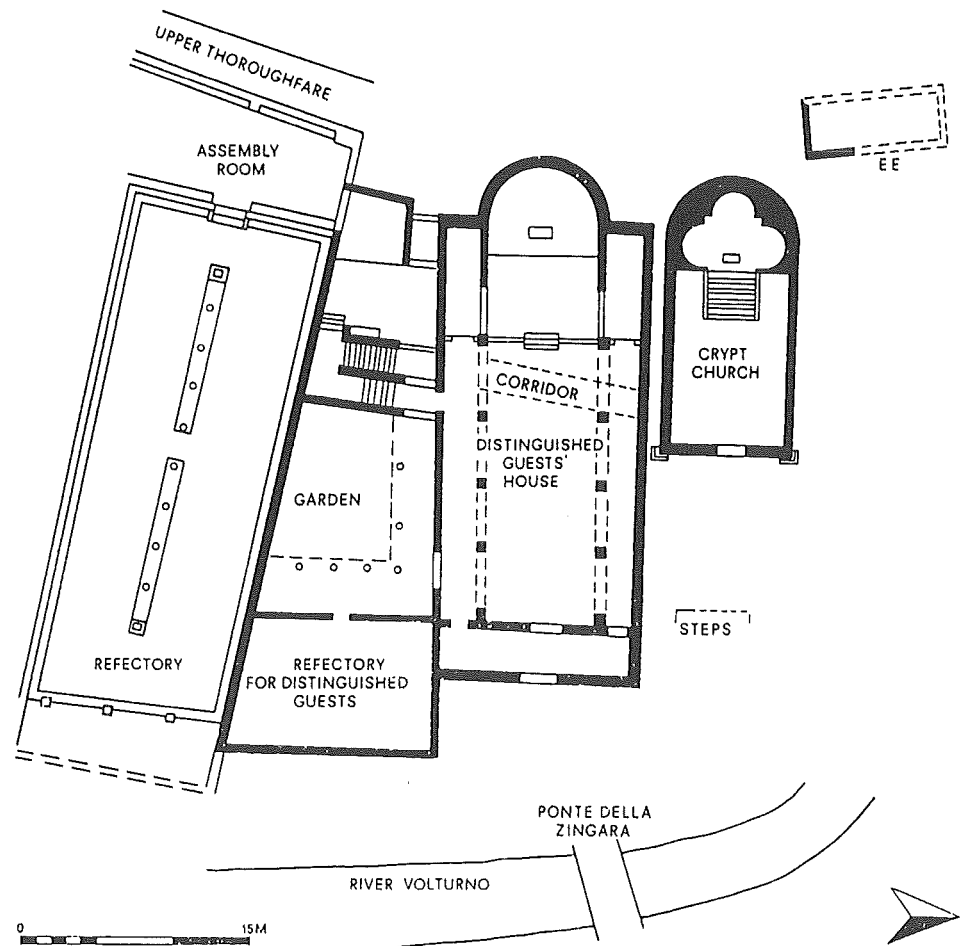 UPPER THOROUGHFARE
ASSEMBLY
ROOM
EE
CRYPT
CHURCH
CORRIDOR
DISTINGUISHED
GUESTS'
HOUSE
GARDEN
STEPS
REFECTORY
REFECTORY
FOR DISTINGUISHED
GUESTS
PONTE DELLA
ZINGARA
RIVER VOLTURNO
0 15M